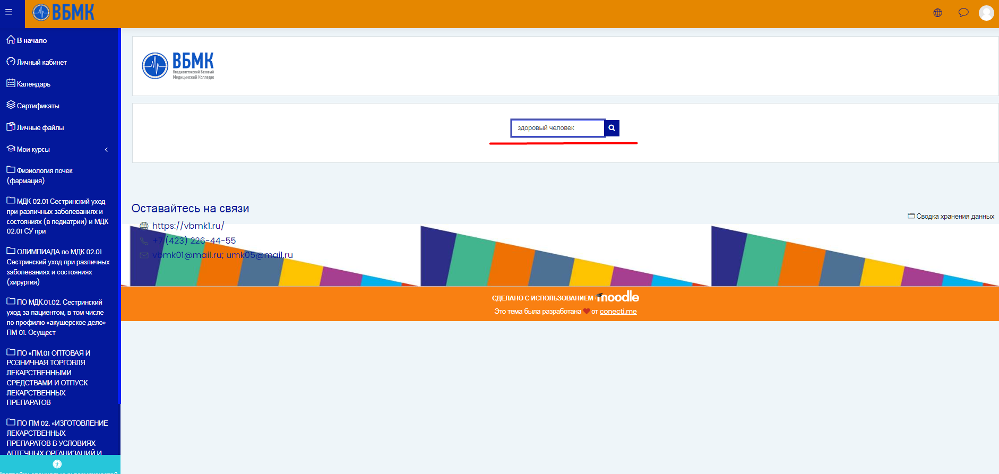 ВБМК
В начало
Личный кабинет
Календарь
Сертификаты
Личные файлы
Мои курсы
Физиология почек
(фармация)
МДК 02.01 Сестринский уход
при различных заболеваниях и
состояниях (в педиатрии) и МДК
02.01 СУ при
ОЛИМПИАДА по МДК 02.01
Сестринский уход при различных
заболеваниях и состояниях
(хирургия)
ПО МДК.01.02. Сестринский
уход за пациентом, в том числе
по профилю «акушерское дело»
ПМ 01. Осущест
ПО «ПМ.01 ОПТОВАЯ И
РОЗНИЧНАЯ ТОРГОВЛЯ
ЛЕКАРСТВЕННЫМИ
СРЕДСТВАМИ И ОТПУСК
ЛЕКАРСТВЕННЫХ
ПРЕПАРАТОВ
ПО ПМ 02. «ИЗГОТОВЛЕНИЕ
ЛЕКАРСТВЕННЫХ
ПРЕПАРАТОВ В УСЛОВИЯХ
АПТЕЧНЫХ ОРГАНИЗАЦИЙ И
ВБМК
Владивостокский Базовый
Медицинский Колледж
здоровый человек
Оставайтесь на связи
https://vbmk1.ru/
+7 (423) 226-44-55
vbmk01@mail.ru; umk05@mail.ru
Сводка хранения данных
СДЕЛАНО С ИСПОЛЬЗОВАНИЕМ moodle
Это тема была разработана ❤ от conecti.me